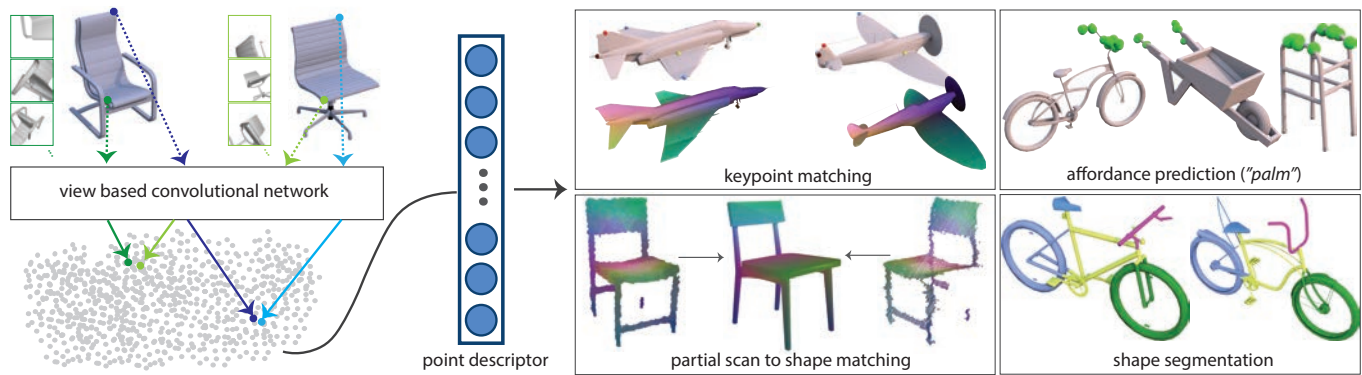 view based convolutional network
point descriptor
keypoint matching
affordance prediction (”palm”)
partial scan to shape matching
shape segmentation